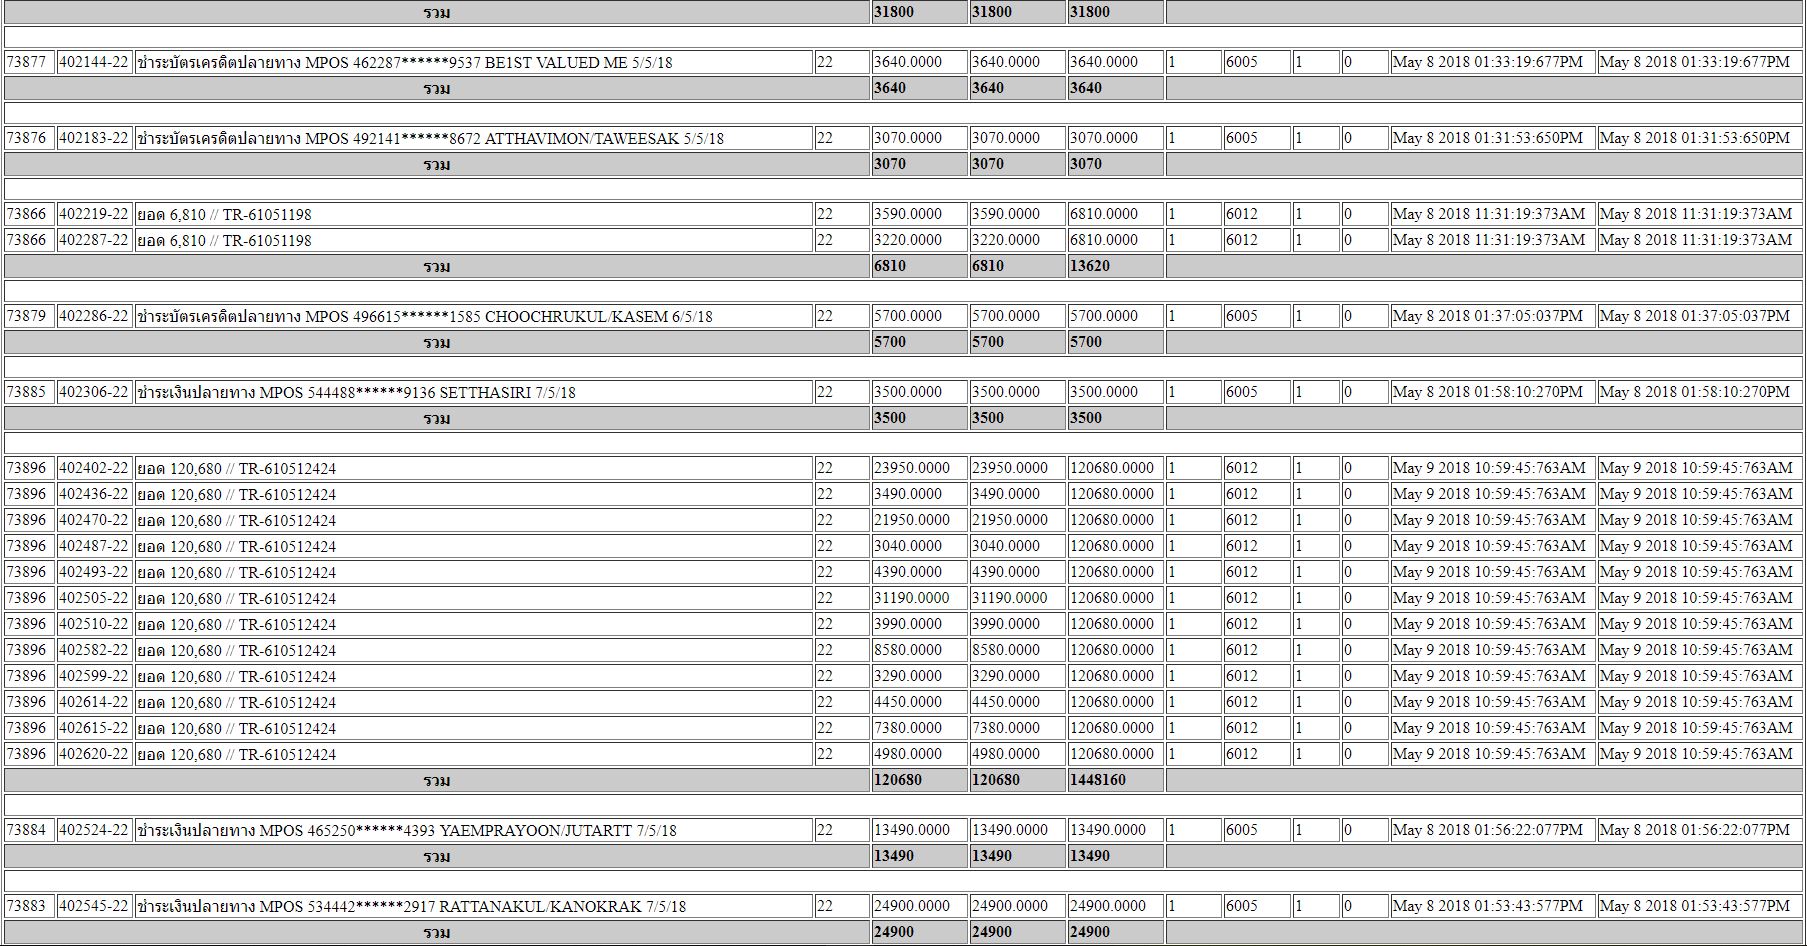 รวม 31800 31800 31800
73877 402144-22 ชำระบัตรเครดิตปลายทาง MPOS 462287******9537 BE1ST VALUED ME 5/5/18 22 3640.0000 3640.0000 3640.0000 1 6005 1 0 May 8 2018 01:33:19:677PM May 8 2018 01:33:19:677PM
รวม 3640 3640 3640
73876 402183-22 ชำระบัตรเครดิตปลายทาง MPOS 492141******8672 ATTHAVIMON/TAWEESAK 5/5/18 22 3070.0000 3070.0000 3070.0000 1 6005 1 0 May 8 2018 01:31:53:650PM May 8 2018 01:31:53:650PM
รวม 3070 3070 3070
73866 402219-22 ยอด 6,810 // TR-61051198 22 3590.0000 3590.0000 6810.0000 1 6012 1 0 May 8 2018 11:31:19:373AM May 8 2018 11:31:19:373AM
73866 402287-22 ยอด 6,810 // TR-61051198 22 3220.0000 3220.0000 6810.0000 1 6012 1 0 May 8 2018 11:31:19:373AM May 8 2018 11:31:19:373AM
รวม 6810 6810 13620
73879 402286-22 ชำระบัตรเครดิตปลายทาง MPOS 496615******1585 CHOOCHRUKUL/KASEM 6/5/18 22 5700.0000 5700.0000 5700.0000 1 6005 1 0 May 8 2018 01:37:05:037PM May 8 2018 01:37:05:037PM
รวม 5700 5700 5700
73885 402306-22 ชำระเงินปลายทาง MPOS 544488******9136 SETTHASIRI 7/5/18 22 3500.0000 3500.0000 3500.0000 1 6005 1 0 May 8 2018 01:58:10:270PM May 8 2018 01:58:10:270PM
รวม 3500 3500 3500
73896 402402-22 ยอด 120,680 // TR-610512424 22 23950.0000 23950.0000 120680.0000 1 6012 1 0 May 9 2018 10:59:45:763AM May 9 2018 10:59:45:763AM
73896 402436-22 ยอด 120,680 // TR-610512424 22 3490.0000 3490.0000 120680.0000 1 6012 1 0 May 9 2018 10:59:45:763AM May 9 2018 10:59:45:763AM
73896 402470-22 ยอด 120,680 // TR-610512424 22 21950.0000 21950.0000 120680.0000 1 6012 1 0 May 9 2018 10:59:45:763AM May 9 2018 10:59:45:763AM
73896 402487-22 ยอด 120,680 // TR-610512424 22 3040.0000 3040.0000 120680.0000 1 6012 1 0 May 9 2018 10:59:45:763AM May 9 2018 10:59:45:763AM
73896 402493-22 ยอด 120,680 // TR-610512424 22 4390.0000 4390.0000 120680.0000 1 6012 1 0 May 9 2018 10:59:45:763AM May 9 2018 10:59:45:763AM
73896 402505-22 ยอด 120,680 // TR-610512424 22 31190.0000 31190.0000 120680.0000 1 6012 1 0 May 9 2018 10:59:45:763AM May 9 2018 10:59:45:763AM
73896 402510-22 ยอด 120,680 // TR-610512424 22 3990.0000 3990.0000 120680.0000 1 6012 1 0 May 9 2018 10:59:45:763AM May 9 2018 10:59:45:763AM
73896 402582-22 ยอด 120,680 // TR-610512424 22 8580.0000 8580.0000 120680.0000 1 6012 1 0 May 9 2018 10:59:45:763AM May 9 2018 10:59:45:763AM
73896 402599-22 ยอด 120,680 // TR-610512424 22 3290.0000 3290.0000 120680.0000 1 6012 1 0 May 9 2018 10:59:45:763AM May 9 2018 10:59:45:763AM
73896 402614-22 ยอด 120,680 // TR-610512424 22 4450.0000 4450.0000 120680.0000 1 6012 1 0 May 9 2018 10:59:45:763AM May 9 2018 10:59:45:763AM
73896 402615-22 ยอด 120,680 // TR-610512424 22 7380.0000 7380.0000 120680.0000 1 6012 1 0 May 9 2018 10:59:45:763AM May 9 2018 10:59:45:763AM
73896 402620-22 ยอด 120,680 // TR-610512424 22 4980.0000 4980.0000 120680.0000 1 6012 1 0 May 9 2018 10:59:45:763AM May 9 2018 10:59:45:763AM
รวม 120680 120680 1448160
73884 402524-22 ชำระเงินปลายทาง MPOS 465250******4393 YAEMPRAYOON/JUTARTT 7/5/18 22 13490.0000 13490.0000 13490.0000 1 6005 1 0 May 8 2018 01:56:22:077PM May 8 2018 01:56:22:077PM
รวม 13490 13490 13490
73883 402545-22 ชำระเงินปลายทาง MPOS 534442******2917 RATTANAKUL/KANOKRAK 7/5/18 22 24900.0000 24900.0000 24900.0000 1 6005 1 0 May 8 2018 01:53:43:577PM May 8 2018 01:53:43:577PM
รวม 24900 24900 24900